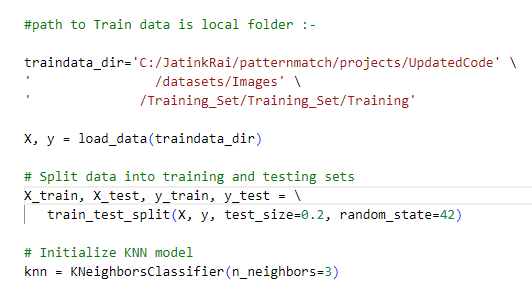 #path to Train data is local folder :-
traindata_dir='C:/JatinkRai/patternmatch/projects/UpdatedCode' \
'                /datasets/Images' \
'              /Training_Set/Training_Set/Training'
X, y = load_data(traindata_dir)
# Split data into training and testing sets
X_train, X_test, y_train, y_test = \
   train_test_split(X, y, test_size=0.2, random_state=42)
# Initialize KNN model
knn = KNeighborsClassifier(n_neighbors=3)